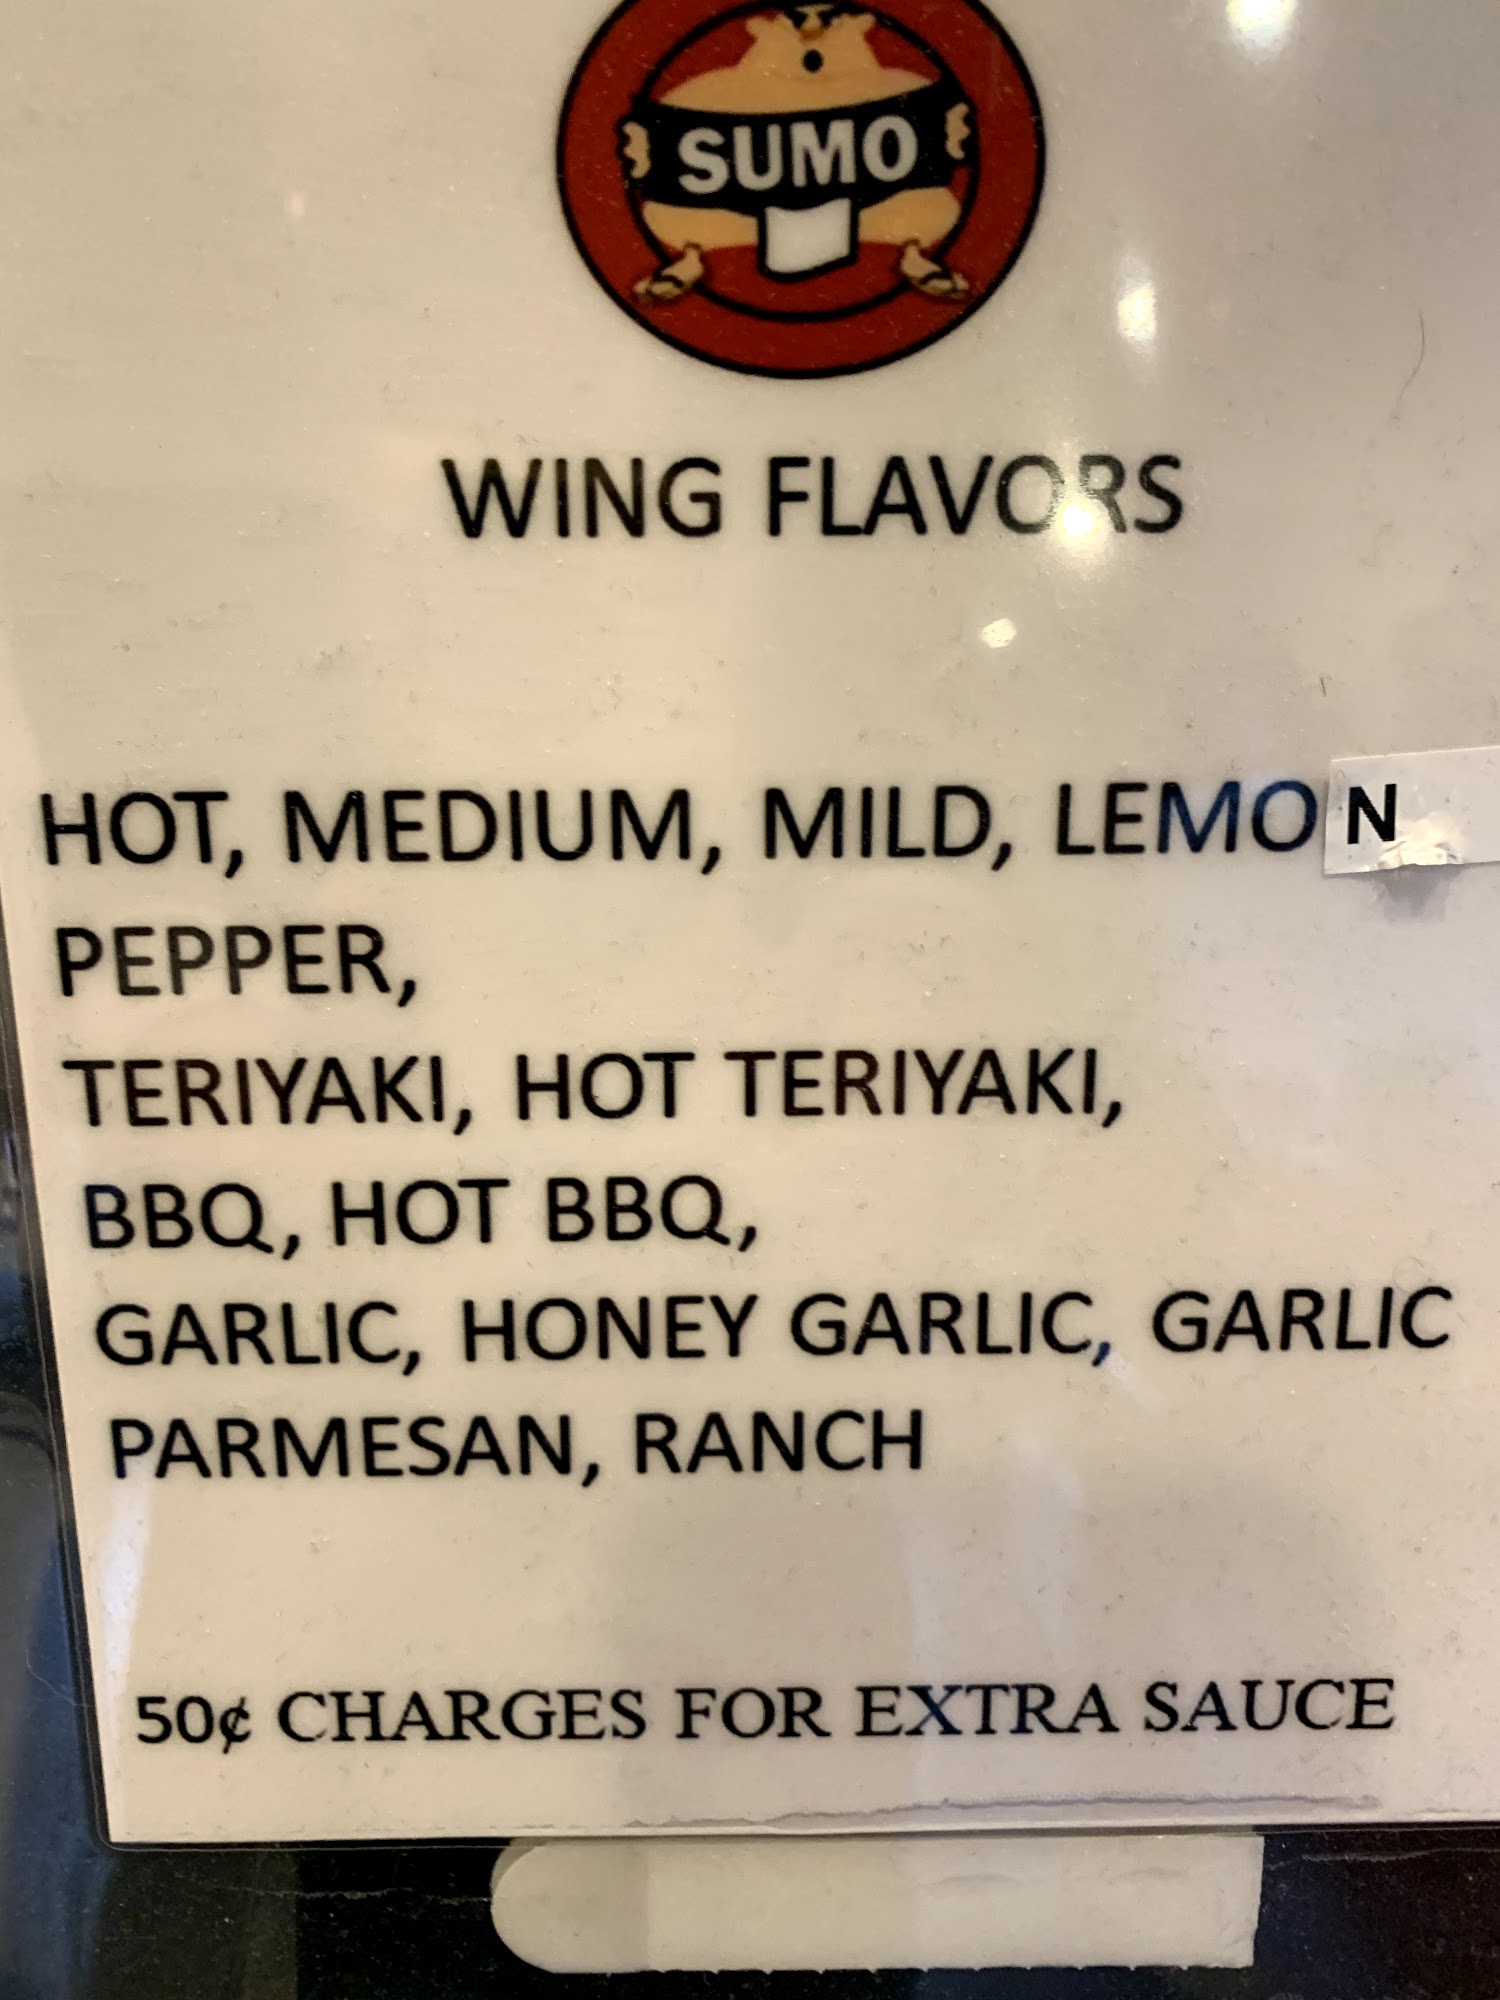 SUMO
WING FLAVORS
HOT, MEDIUM, MILD, LEMON
PEPPER,
TERIYAKI, HOT TERIYAKI,
BBQ, HOT BBQ,
GARLIC, HONEY GARLIC, GARLIC
PARMESAN, RANCH
50¢ CHARGES FOR EXTRA SAUCE